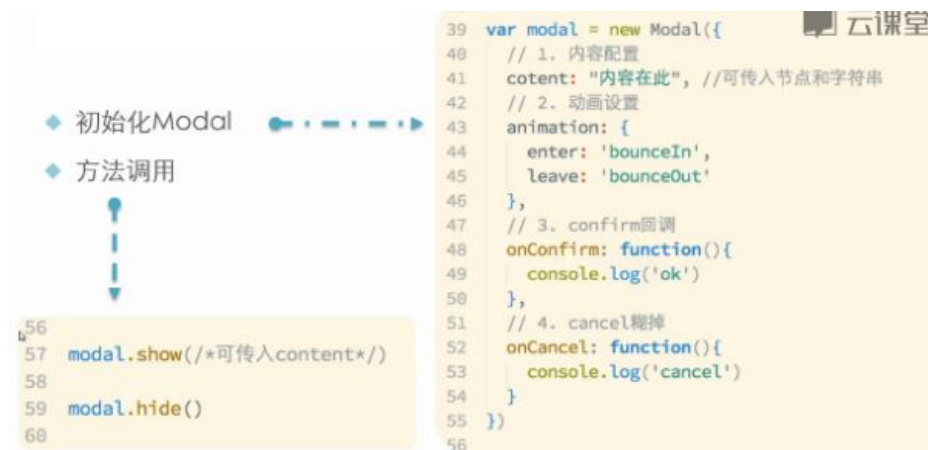 云课堂
初始化Modal
方法调用
56
57 modal.show(/*可传入content*/)
58
59 modal.hide()
60
39 var modal = new Modal({
40 // 1. 内容配置
41 cotent: "内容在此", //可传入节点和字符串
42 // 2. 动画设置
43 animation: {
44 enter: 'bounceIn',
45 leave: 'bounceOut'
46 },
47 // 3. confirm回调
48 onConfirm: function(){
49 console.log('ok')
50 },
51 // 4. cancel糊掉
52 onCancel: function(){
53 console.log('cancel')
54 }
55 })
56